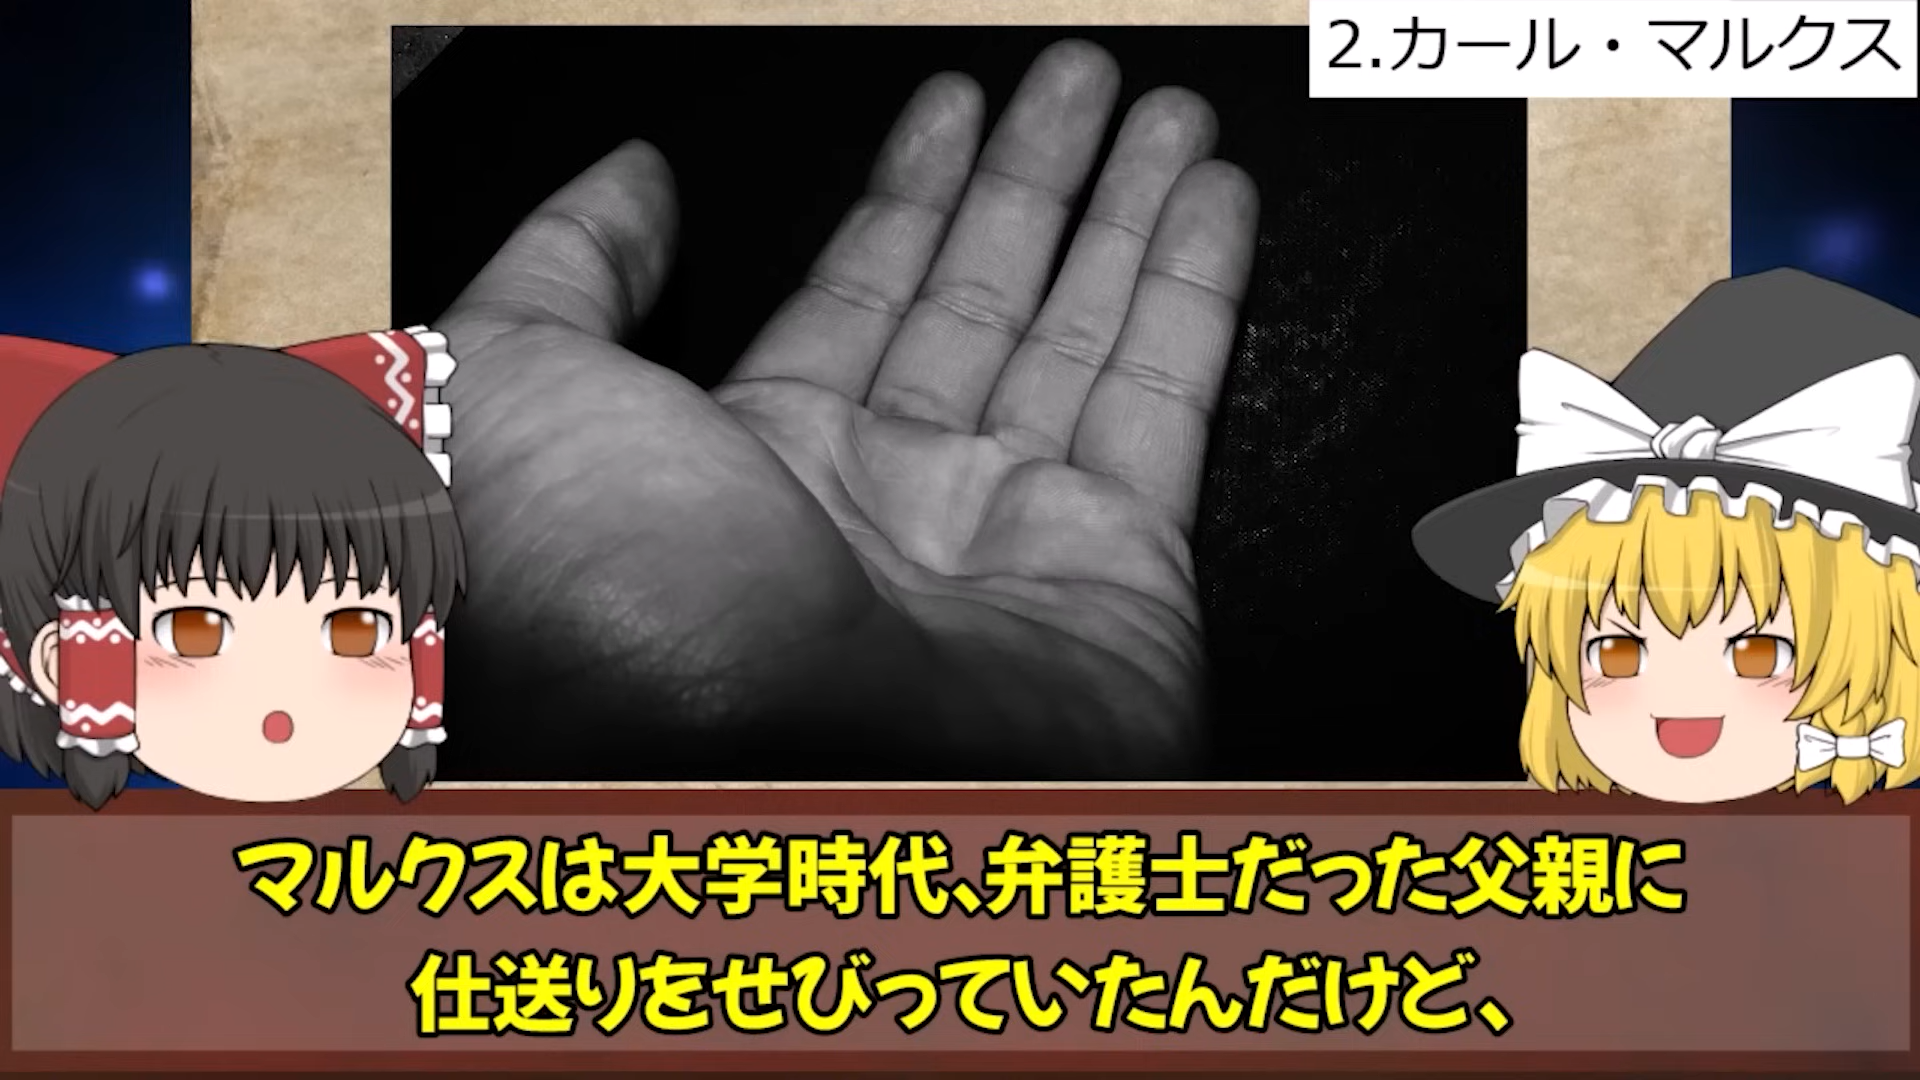 2.カール・マルクス
マルクスは大学時代、弁護士だった父親に
仕送りをせびっていたんだけど、